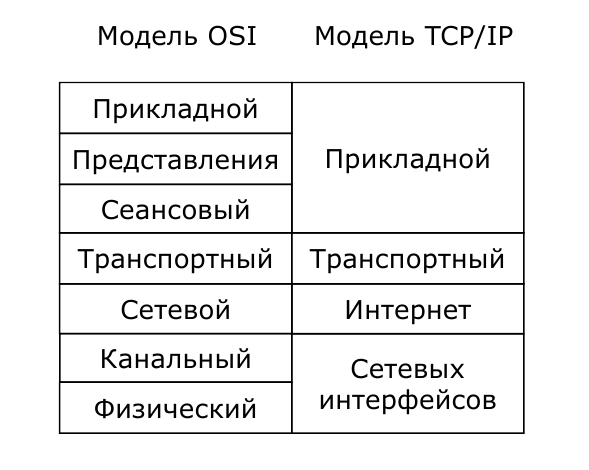 Модель OSI Модель TCP/IP
Прикладной
Представления
Прикладной
Сеансовый
Транспортный Транспортный
Сетевой Интернет
Канальный
Сетевых
интерфейсов
Физический